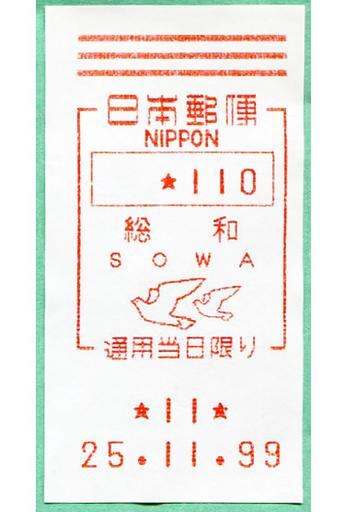 日本郵便
NIPPON
★110
総 和
SOWA
通用当日限り
★11★
25.11.99